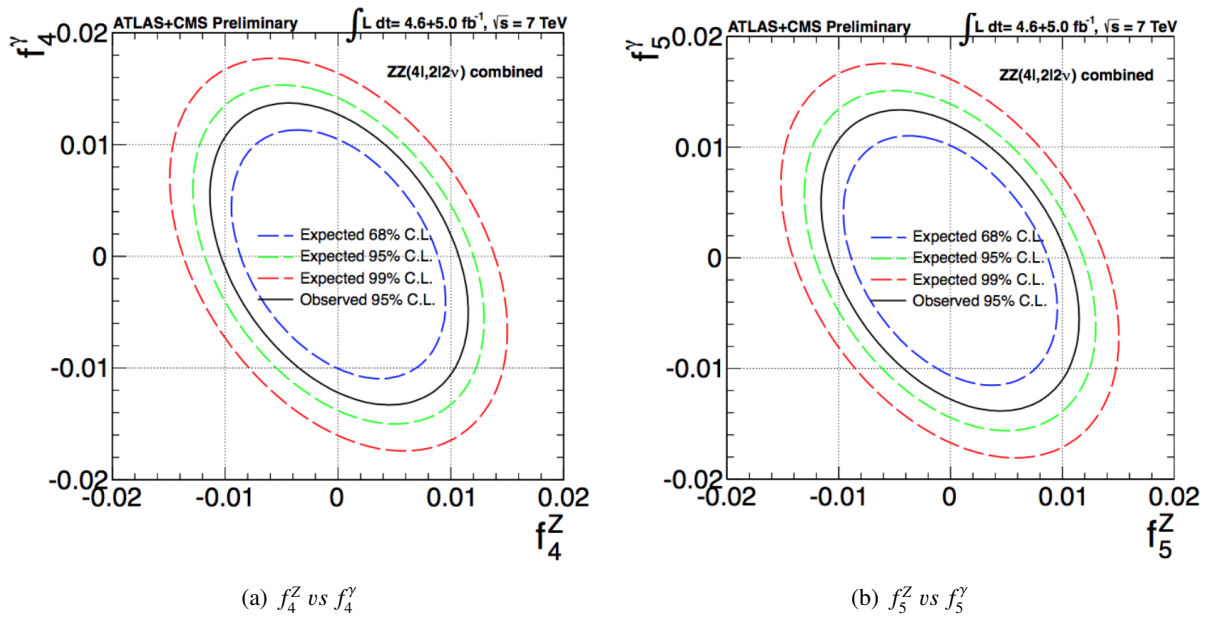 ATLAS+CMS Preliminary ∫L dt= 4.6+5.0 fb⁻¹, √s = 7 TeV
ZZ(4l,2l2ν) combined
f₄^γ
0.02
0.01
0
-0.01
-0.02
Expected 68% C.L.
Expected 95% C.L.
Expected 99% C.L.
Observed 95% C.L.
-0.02 -0.01 0 0.01 0.02
f₄^Z
(a) f₄^Z vs f₄^γ
ATLAS+CMS Preliminary ∫L dt= 4.6+5.0 fb⁻¹, √s = 7 TeV
ZZ(4l,2l2ν) combined
f₅^γ
0.02
0.01
0
-0.01
-0.02
Expected 68% C.L.
Expected 95% C.L.
Expected 99% C.L.
Observed 95% C.L.
-0.02 -0.01 0 0.01 0.02
f₅^Z
(b) f₅^Z vs f₅^γ